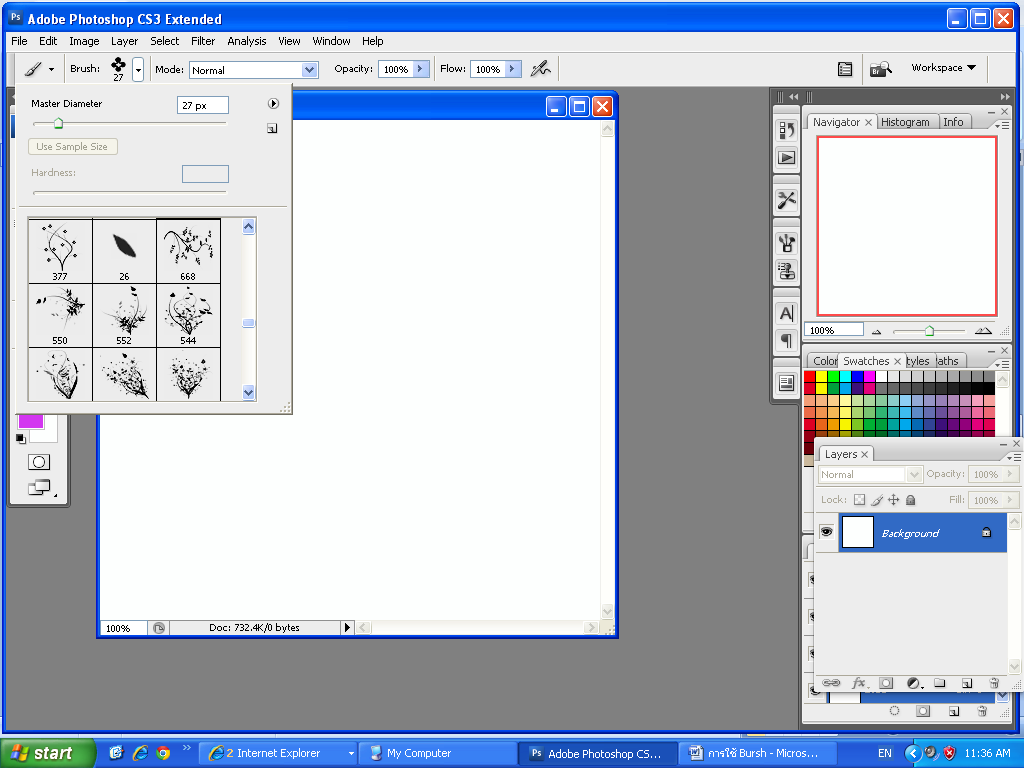 Ps Adobe Photoshop CS3 Extended
File Edit Image Layer Select Filter Analysis View Window Help
Brush: 27 Mode: Normal Opacity: 100% Flow: 100% Br Workspace
Master Diameter 27 px
Use Sample Size
Hardness:
377 26 668
550 552 544
100% Doc: 732.4K/0 bytes
Navigator Histogram Info
100%
Color Swatches tyles aths
Layers
Normal Opacity: 100%
Lock: Fill: 100%
Background
start 2 Internet Explorer My Computer Ps Adobe Photoshop CS... การใช้ Bursh - Micros... EN 11:36 AM